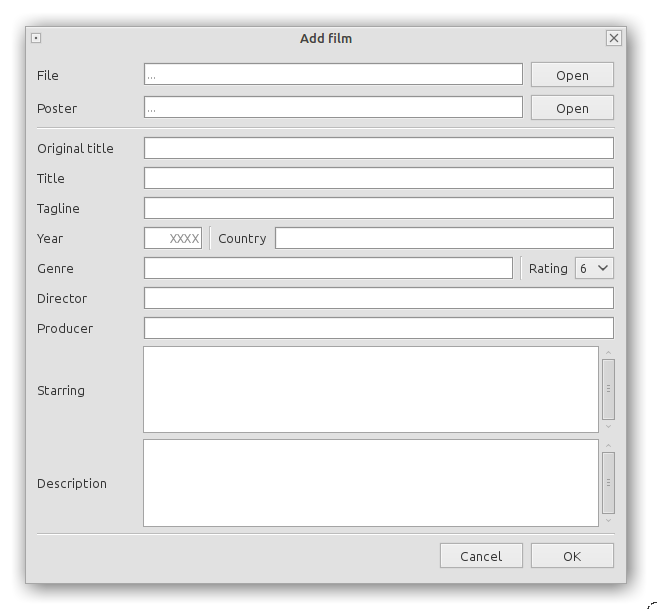 Add film
File ... Open
Poster ... Open
Original title
Title
Tagline
Year XXXX Country
Genre Rating 6
Director
Producer
Starring
Description
Cancel OK